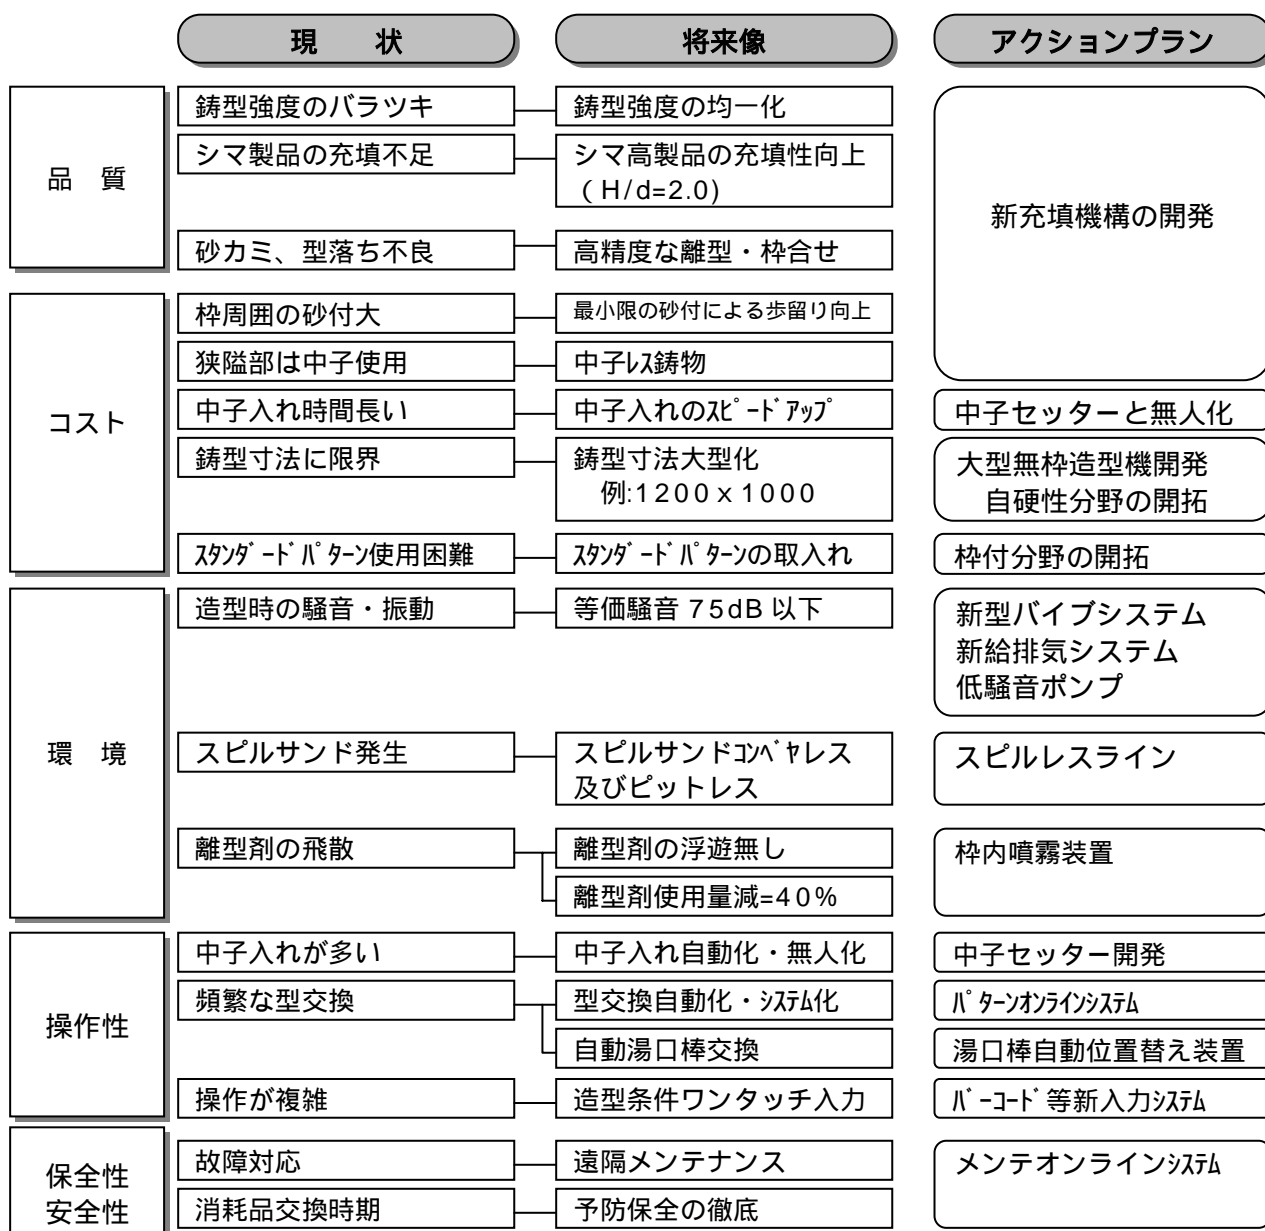 現　状
将来像
アクションプラン
品　質
鋳型強度のバラツキ
鋳型強度の均一化
シマ製品の充填不足
シマ高製品の充填性向上
（H/d=2.0)
砂カミ、型落ち不良
高精度な離型・枠合せ
新充填機構の開発
コスト
枠周囲の砂付大
最小限の砂付による歩留り向上
狭隘部は中子使用
中子ﾚｽ鋳物
中子入れ時間長い
中子入れのｽﾋﾟｰﾄﾞｱｯﾌﾟ
中子セッターと無人化
鋳型寸法に限界
鋳型寸法大型化
例:1200ｘ1000
大型無枠造型機開発
自硬性分野の開拓
ｽﾀﾝﾀﾞｰﾄﾞﾊﾟﾀｰﾝ使用困難
ｽﾀﾝﾀﾞｰﾄﾞﾊﾟﾀｰﾝの取入れ
枠付分野の開拓
環　境
造型時の騒音・振動
等価騒音 75dB 以下
新型バイブシステム
新給排気システム
低騒音ポンプ
スピルサンド発生
スピルサンドｺﾝﾍﾞﾔレス
及びピットレス
スピルレスライン
離型剤の飛散
離型剤の浮遊無し
離型剤使用量減=40%
枠内噴霧装置
操作性
中子入れが多い
中子入れ自動化・無人化
中子セッター開発
頻繁な型交換
型交換自動化・ｼｽﾃﾑ化
ﾊﾟﾀｰﾝｵﾝﾗｲﾝｼｽﾃﾑ
自動湯口棒交換
湯口棒自動位置替え装置
操作が複雑
造型条件ワンタッチ入力
ﾊﾞｰｺｰﾄﾞ等新入力ｼｽﾃﾑ
保全性
安全性
故障対応
遠隔メンテナンス
メンテオンラインｼｽﾃﾑ
消耗品交換時期
予防保全の徹底